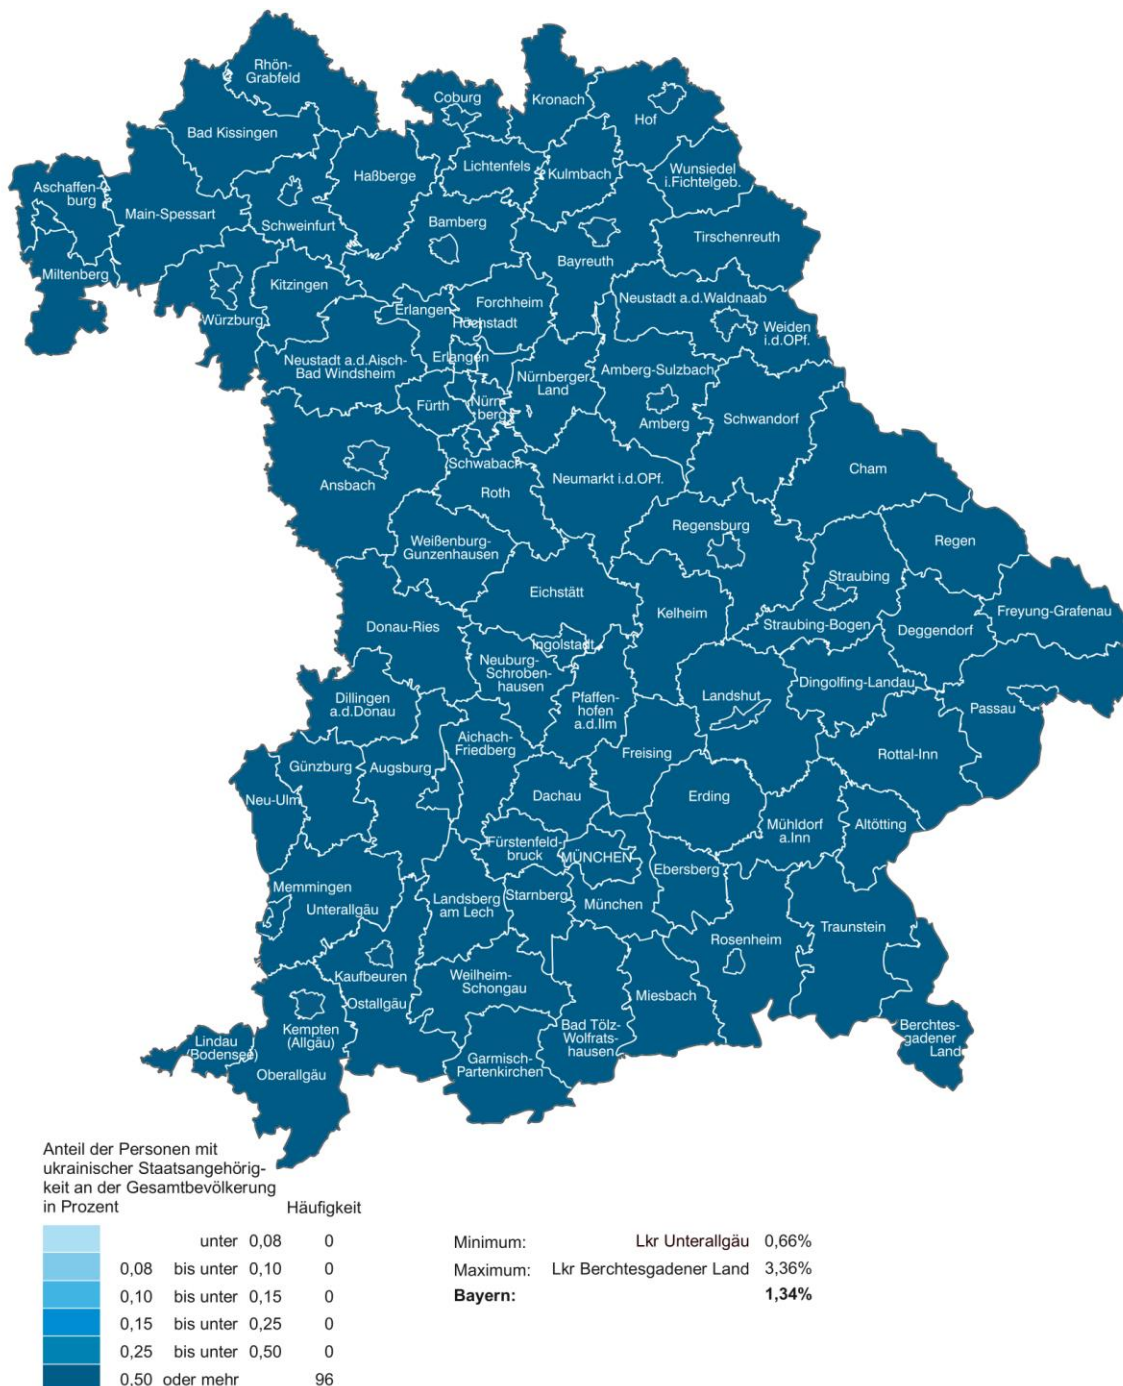 Rhön-
Grabfeld
Coburg
Kronach
Hof
Bad Kissingen
Lichtenfels
Kulmbach
Wunsiedel
i.Fichtelgeb.
Haßberge
Aschaffen-
burg
Main-Spessart
Schweinfurt
Bamberg
Bayreuth
Tirschenreuth
Miltenberg
Kitzingen
Würzburg
Erlangen
Höchstadt
Forchheim
Neustadt a.d.Waldnaab
Weiden
i.d.OPf.
Neustadt a.d.Aisch-
Bad Windsheim
Erlangen
Fürth
Nürn
berg
Nürnberger
Land
Amberg-Sulzbach
Amberg
Schwandorf
Cham
Ansbach
Schwabach
Roth
Neumarkt i.d.OPf.
Weißenburg-
Gunzenhausen
Regensburg
Regen
Straubing
Eichstätt
Kelheim
Straubing-Bogen
Deggendorf
Freyung-Grafenau
Donau-Ries
Ingolstadt
Neuburg-
Schroben-
hausen
Dillingen
a.d.Donau
Pfaffen-
hofen
a.d.Ilm
Landshut
Dingolfing-Landau
Passau
Aichach-
Friedberg
Freising
Rottal-Inn
Günzburg
Augsburg
Neu-Ulm
Dachau
Erding
Mühldorf
a.Inn
Altötting
Fürstenfeld-
bruck
MÜNCHEN
Ebersberg
Memmingen
Unterallgäu
Landsberg
am Lech
Starnberg
München
Traunstein
Rosenheim
Kaufbeuren
Ostallgäu
Weilheim-
Schongau
Miesbach
Bad Tölz-
Wolfrats-
hausen
Kempten
(Allgäu)
Lindau
(Bodensee)
Oberallgäu
Garmisch-
Partenkirchen
Berchtes-
gadener
Land
Anteil der Personen mit
ukrainischer Staatsangehörig-
keit an der Gesamtbevölkerung
in Prozent Häufigkeit
unter 0,08 0
0,08 bis unter 0,10 0
0,10 bis unter 0,15 0
0,15 bis unter 0,25 0
0,25 bis unter 0,50 0
0,50 oder mehr 96
Minimum: Lkr Unterallgäu 0,66%
Maximum: Lkr Berchtesgadener Land 3,36%
Bayern: 1,34%